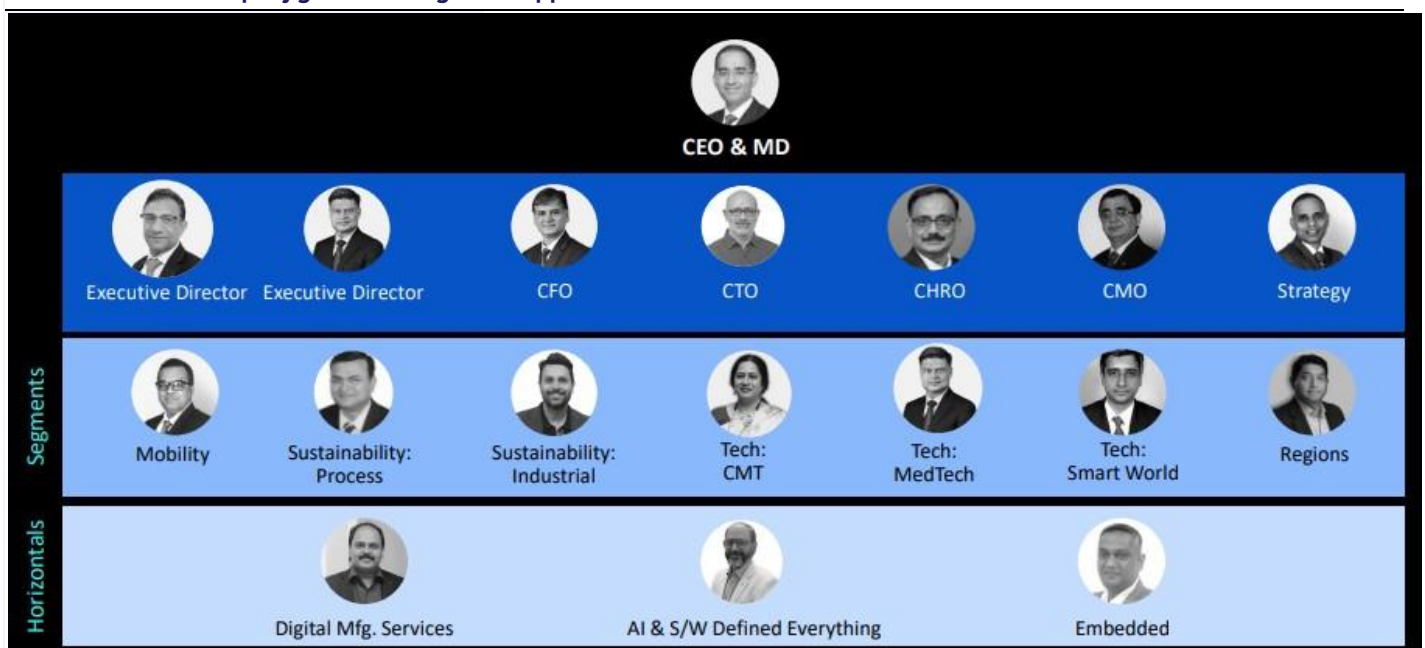 CEO & MD
Executive Director
Executive Director
CFO
CTO
CHRO
CMO
Strategy
Segments
Mobility
Sustainability:
Process
Sustainability:
Industrial
Tech:
CMT
Tech:
MedTech
Tech:
Smart World
Regions
Horizontals
Digital Mfg. Services
AI & S/W Defined Everything
Embedded